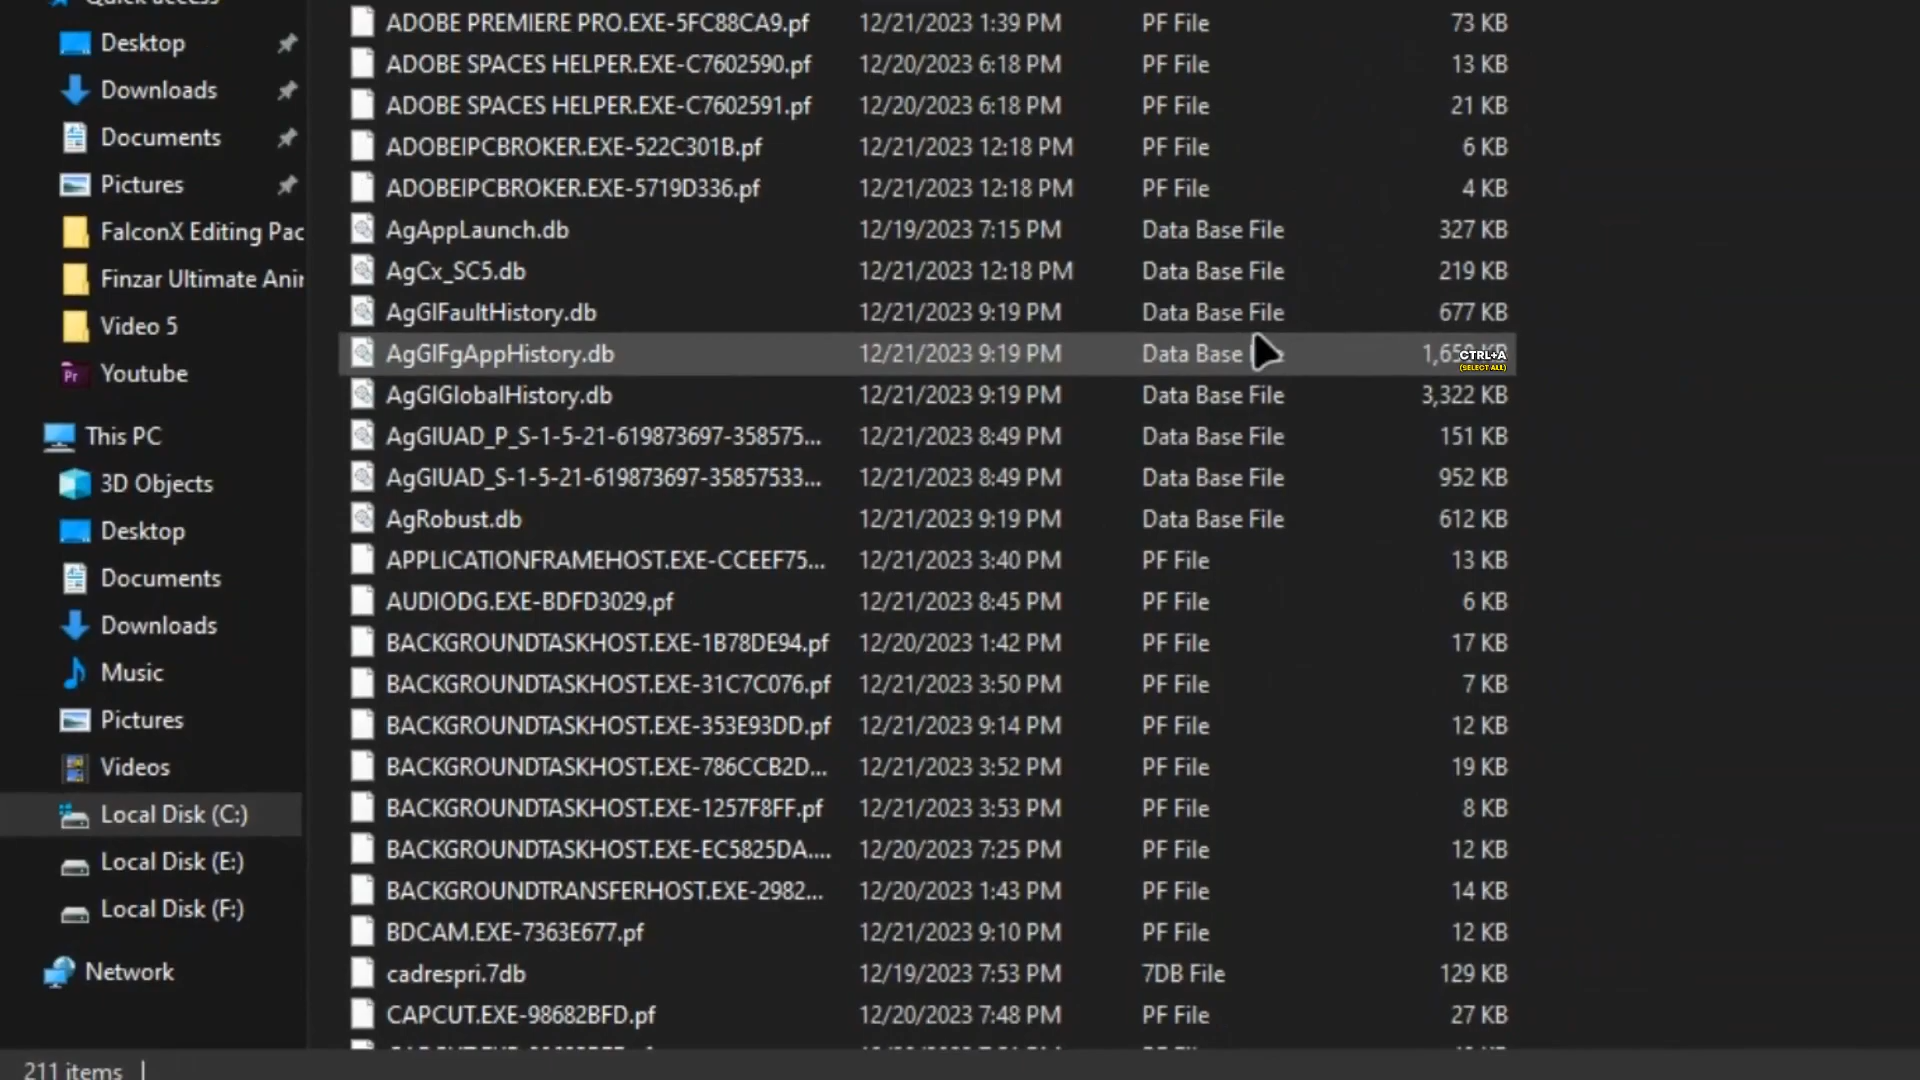 Quick access
Desktop
Downloads
Documents
Pictures
FalconX Editing Pac
Finzar Ultimate Anir
Video 5
Youtube
This PC
3D Objects
Desktop
Documents
Downloads
Music
Pictures
Videos
Local Disk (C:)
Local Disk (E:)
Local Disk (F:)
Network
ADOBE PREMIERE PRO.EXE-5FC88CA9.pf 12/21/2023 1:39 PM PF File 73 KB
ADOBE SPACES HELPER.EXE-C7602590.pf 12/20/2023 6:18 PM PF File 13 KB
ADOBE SPACES HELPER.EXE-C7602591.pf 12/20/2023 6:18 PM PF File 21 KB
ADOBEIPCBROKER.EXE-522C301B.pf 12/21/2023 12:18 PM PF File 6 KB
ADOBEIPCBROKER.EXE-5719D336.pf 12/21/2023 12:18 PM PF File 4 KB
AgAppLaunch.db 12/19/2023 7:15 PM Data Base File 327 KB
AgCx_SC5.db 12/21/2023 12:18 PM Data Base File 219 KB
AgGlFaultHistory.db 12/21/2023 9:19 PM Data Base File 677 KB
AgGlFgAppHistory.db 12/21/2023 9:19 PM Data Base
CTRL+A
(SELECT ALL)
AgGlGlobalHistory.db 12/21/2023 9:19 PM Data Base File 3,322 KB
AgGlUAD_P_S-1-5-21-619873697-358575... 12/21/2023 8:49 PM Data Base File 151 KB
AgGlUAD_S-1-5-21-619873697-35857533... 12/21/2023 8:49 PM Data Base File 952 KB
AgRobust.db 12/21/2023 9:19 PM Data Base File 612 KB
APPLICATIONFRAMEHOST.EXE-CCEEF75... 12/21/2023 3:40 PM PF File 13 KB
AUDIODG.EXE-BDFD3029.pf 12/21/2023 8:45 PM PF File 6 KB
BACKGROUNDTASKHOST.EXE-1B78DE94.pf 12/20/2023 1:42 PM PF File 17 KB
BACKGROUNDTASKHOST.EXE-31C7C076.pf 12/21/2023 3:50 PM PF File 7 KB
BACKGROUNDTASKHOST.EXE-353E93DD.pf 12/21/2023 9:14 PM PF File 12 KB
BACKGROUNDTASKHOST.EXE-786CCB2D... 12/21/2023 3:52 PM PF File 19 KB
BACKGROUNDTASKHOST.EXE-1257F8FF.pf 12/21/2023 3:53 PM PF File 8 KB
BACKGROUNDTASKHOST.EXE-EC5825DA.... 12/20/2023 7:25 PM PF File 12 KB
BACKGROUNDTRANSFERHOST.EXE-2982... 12/20/2023 1:43 PM PF File 14 KB
BDCAM.EXE-7363E677.pf 12/21/2023 9:10 PM PF File 12 KB
cadrespri.7db 12/19/2023 7:53 PM 7DB File 129 KB
CAPCUT.EXE-98682BFD.pf 12/20/2023 7:48 PM PF File 27 KB
211 items